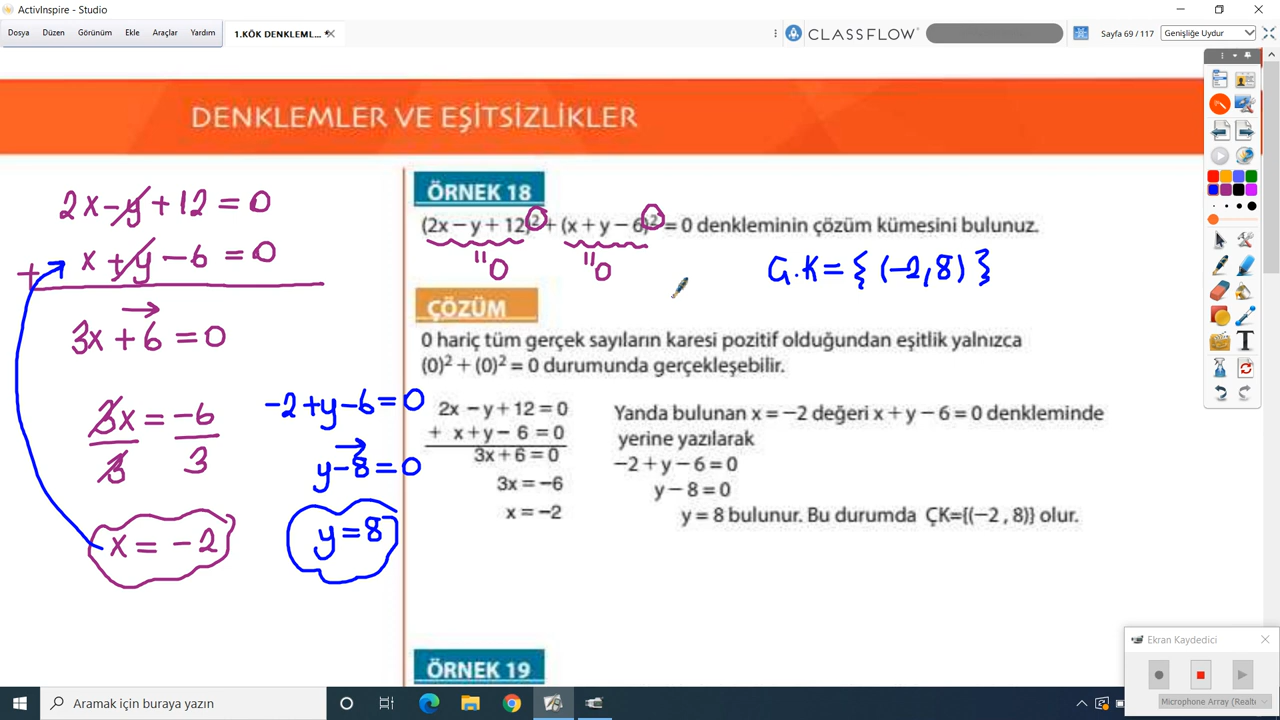 ActivInspire - Studio
Dosya Düzen Görünüm Ekle Araçlar Yardım
1.KÖK DENKLEML...
CLASSFLOW
Sayfa 69 / 117
Genişliğe Uydur
DENKLEMLER VE EŞİTSİZLİKLER
2x-y+12=0
+ x+y-6=0
3x+6=0
3x/3 = -6/3
x = -2
-2+y-6=0
y-8=0
y=8
ÖRNEK 18
(2x – y + 12)² + (x + y – 6)² = 0 denkleminin çözüm kümesini bulunuz.
"0 "0
Ç.K={(-2,8)}
ÇÖZÜM
0 hariç tüm gerçek sayıların karesi pozitif olduğundan eşitlik yalnızca
(0)² + (0)² = 0 durumunda gerçekleşebilir.
2x – y + 12 = 0
+ x + y – 6 = 0
3x + 6 = 0
3x = –6
x = –2
Yanda bulunan x = –2 değeri x + y – 6 = 0 denkleminde
yerine yazılarak
–2 + y – 6 = 0
y – 8 = 0
y = 8 bulunur. Bu durumda ÇK={(–2 , 8)} olur.
ÖRNEK 19
Ekran Kaydedici
Microphone Array (Realte
Aramak için buraya yazın